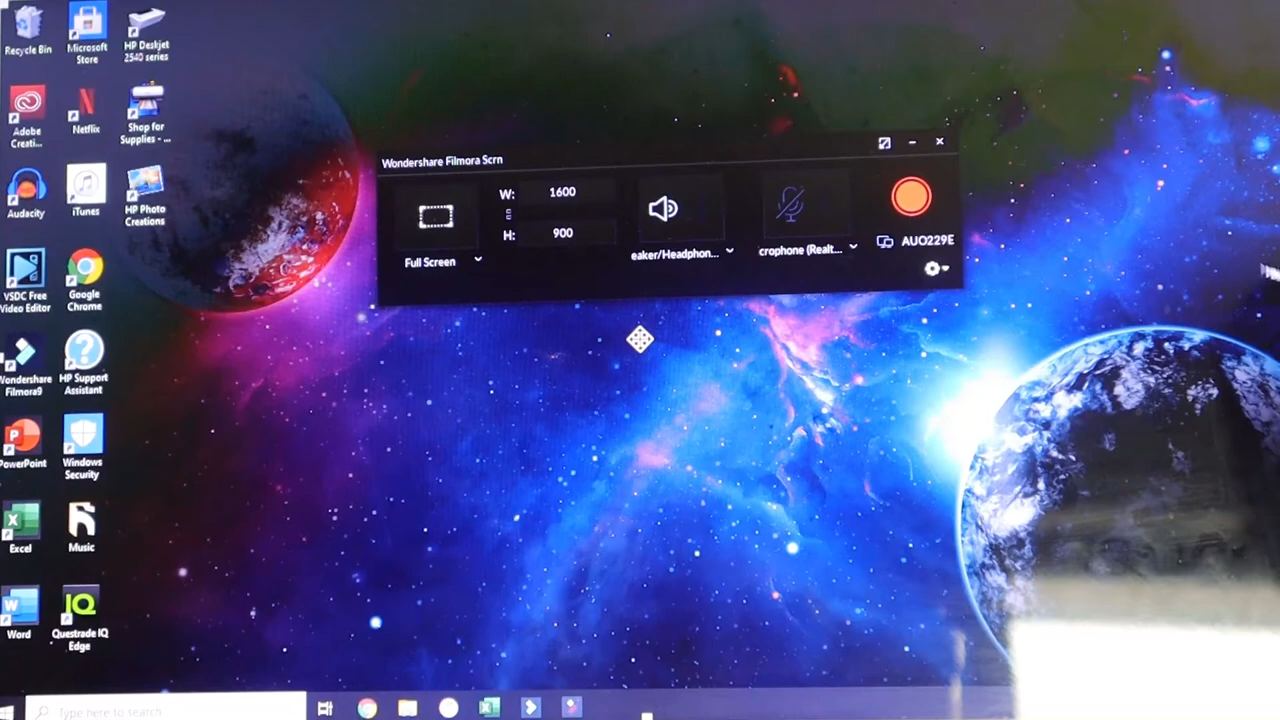 Recycle Bin
Microsoft
Store
HP Deskjet
2540 series
Adobe
Creati...
Netflix
Shop for
Supplies - ...
Audacity
iTunes
HP Photo
Creations
VSDC Free
Video Editor
Google
Chrome
Wondershare
Filmora9
HP Support
Assistant
PowerPoint
Windows
Security
Excel
Music
Word
Questrade IQ
Edge
Wondershare Filmora Scrn
W: 1600
H: 900
Full Screen
eaker/Headphon...
crophone (Realt...
AUO229E
Type here to search